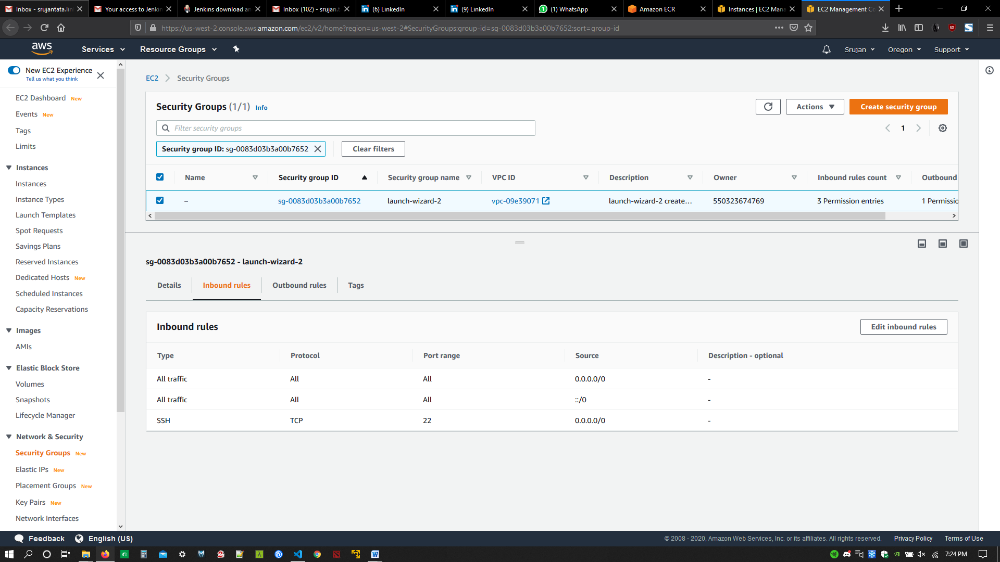 Inbox - srujantata.lin
Your access to Jenkin
Jenkins download an
Inbox (102) - srujan.t
(6) LinkedIn
(9) LinkedIn
(1) WhatsApp
Amazon ECR
Instances | EC2 Mana
EC2 Management Co
https://us-west-2.console.aws.amazon.com/ec2/v2/home?region=us-west-2#SecurityGroups:group-id=sg-0083d03b3a00b7652;sort=group-id
aws
Services
Resource Groups
Srujan
Oregon
Support
New EC2 Experience
Tell us what you think
EC2 Dashboard New
Events New
Tags
Limits
Instances
Instances
Instance Types
Launch Templates
Spot Requests
Savings Plans
Reserved Instances
Dedicated Hosts New
Scheduled Instances
Capacity Reservations
Images
AMIs
Elastic Block Store
Volumes
Snapshots
Lifecycle Manager
Network & Security
Security Groups New
Elastic IPs New
Placement Groups New
Key Pairs New
Network Interfaces
EC2 > Security Groups
Security Groups (1/1) Info
Actions
Create security group
Filter security groups
1
Security group ID: sg-0083d03b3a00b7652
Clear filters
Name Security group ID Security group name VPC ID Description Owner Inbound rules count Outbound
– sg-0083d03b3a00b7652 launch-wizard-2 vpc-09e39071 launch-wizard-2 create... 550323674769 3 Permission entries 1 Permissio
sg-0083d03b3a00b7652 - launch-wizard-2
Details
Inbound rules
Outbound rules
Tags
Inbound rules
Edit inbound rules
Type Protocol Port range Source Description - optional
All traffic All All 0.0.0.0/0 -
All traffic All All ::/0 -
SSH TCP 22 0.0.0.0/0 -
Feedback
English (US)
© 2008 - 2020, Amazon Web Services, Inc. or its affiliates. All rights reserved.
Privacy Policy
Terms of Use
7:24 PM